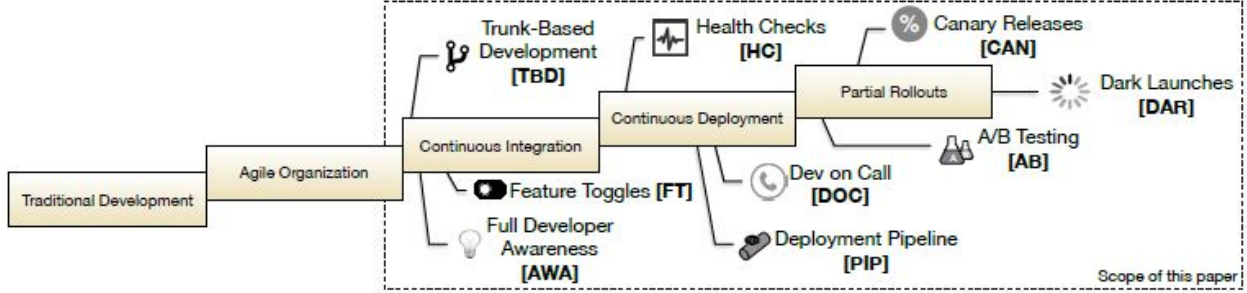 Traditional Development
Agile Organization
Continuous Integration
Trunk-Based
Development
[TBD]
Feature Toggles [FT]
Full Developer
Awareness
[AWA]
Continuous Deployment
Health Checks
[HC]
Dev on Call
[DOC]
Deployment Pipeline
[PIP]
Partial Rollouts
%
Canary Releases
[CAN]
Dark Launches
[DAR]
A
A/B Testing
[AB]
Scope of this paper